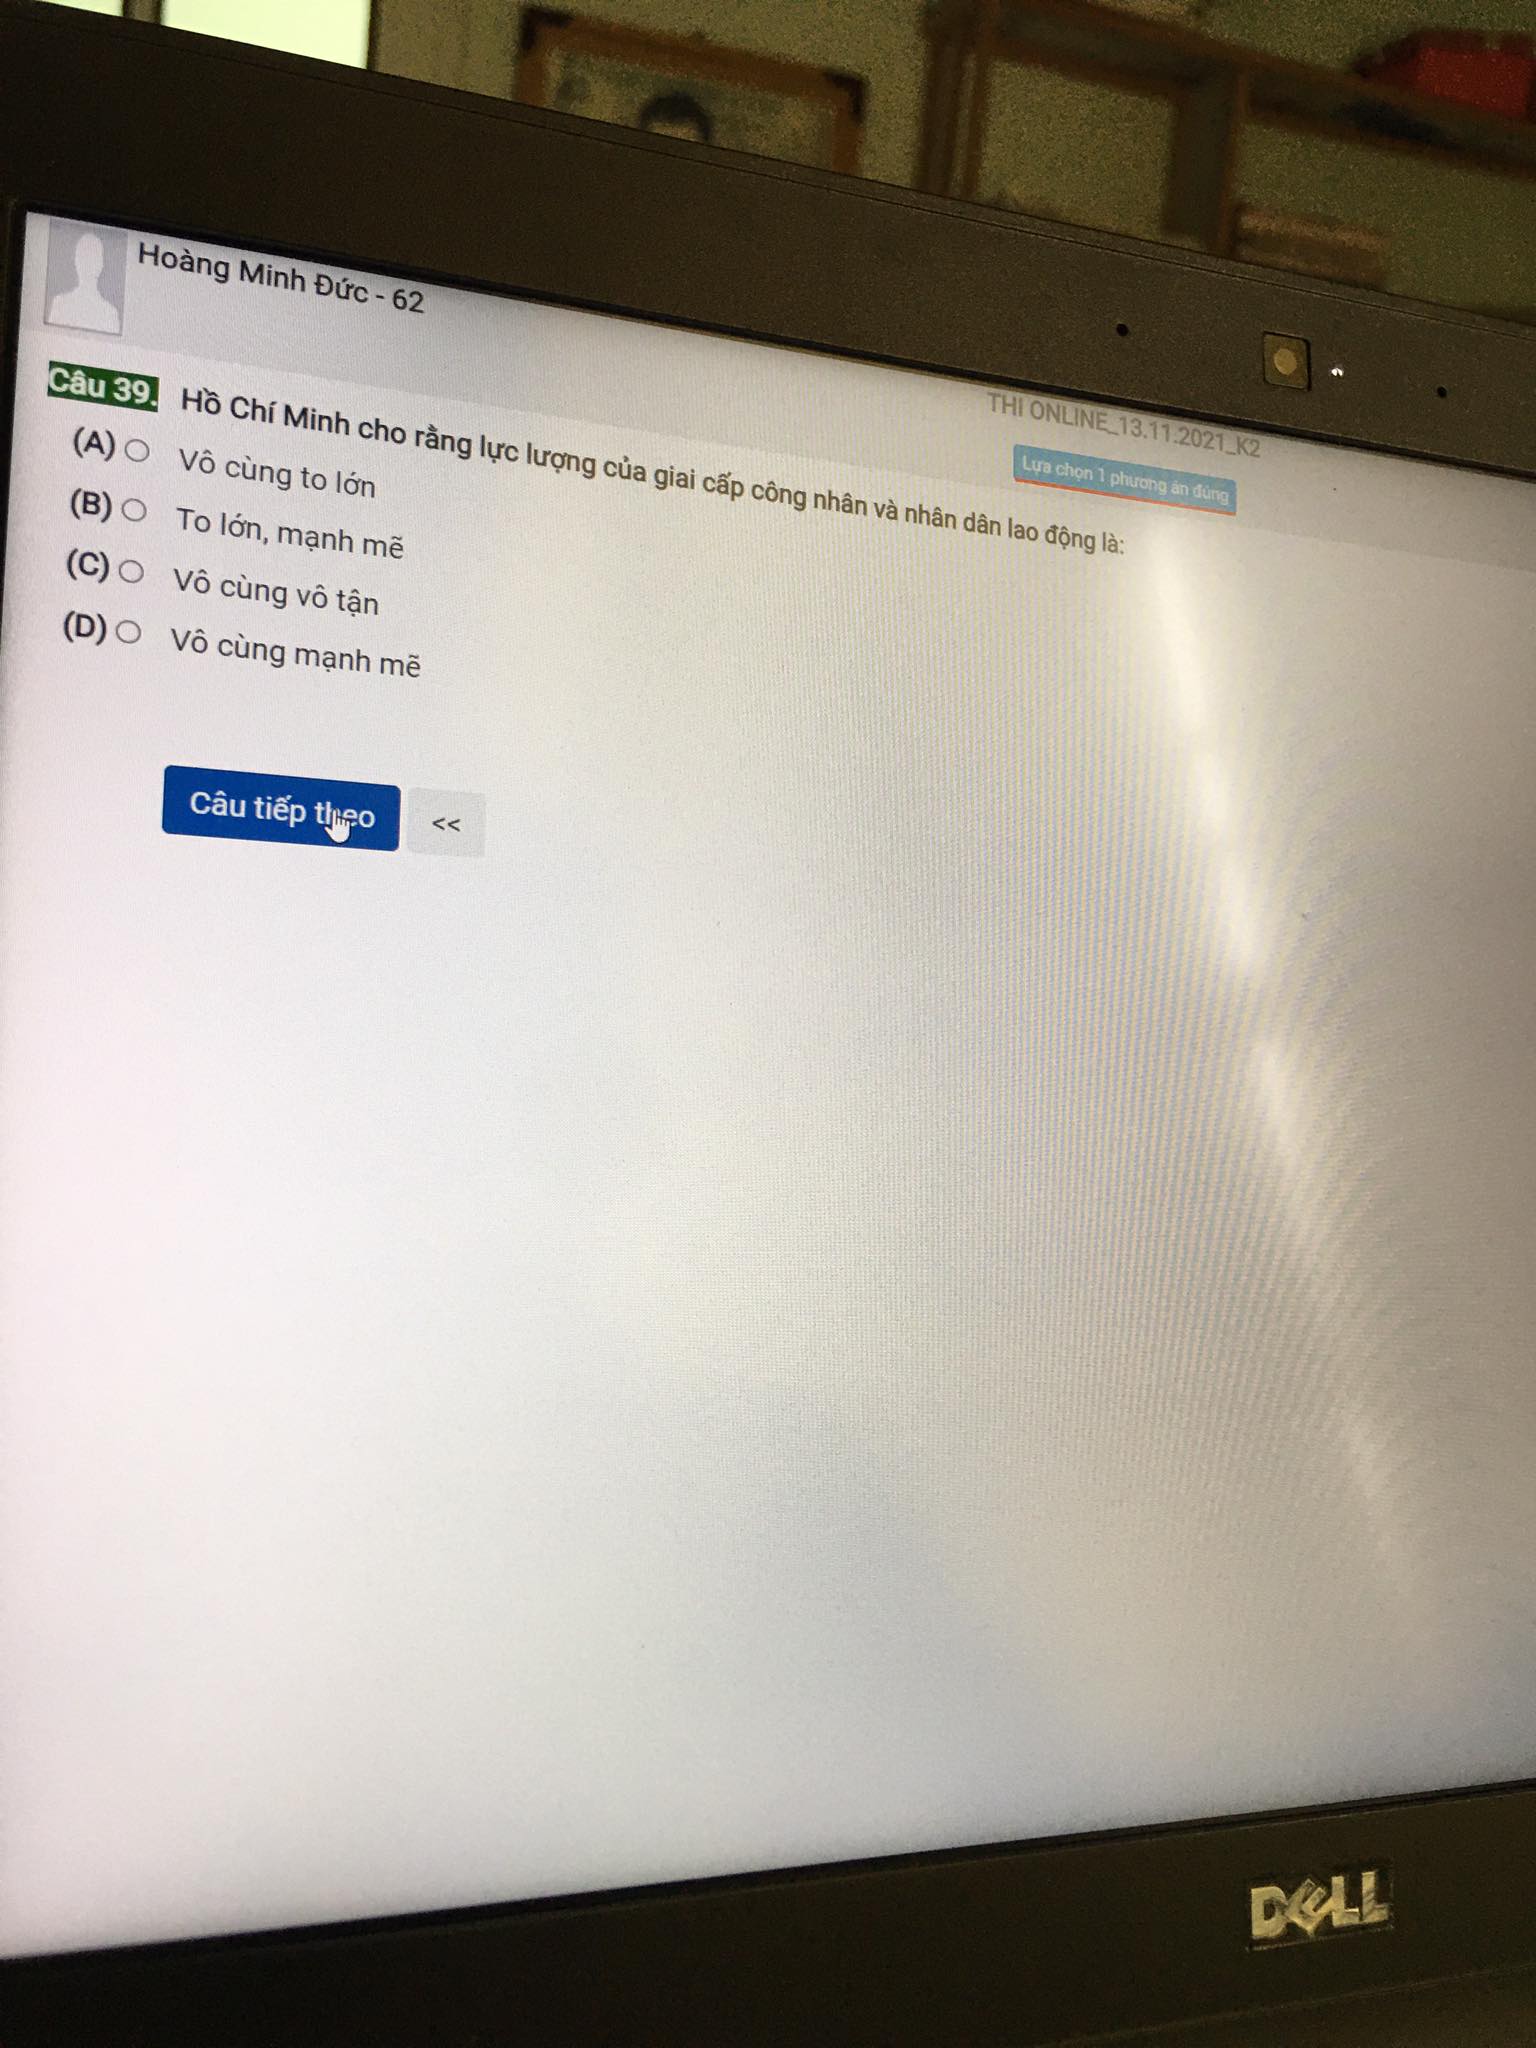 Hoàng Minh Đức - 62
THI ONLINE_13.11.2021_K2
Lựa chọn 1 phương án đúng
Câu 39. Hồ Chí Minh cho rằng lực lượng của giai cấp công nhân và nhân dân lao động là:
(A) Vô cùng to lớn
(B) To lớn, mạnh mẽ
(C) Vô cùng vô tận
(D) Vô cùng mạnh mẽ
Câu tiếp theo <<
DELL